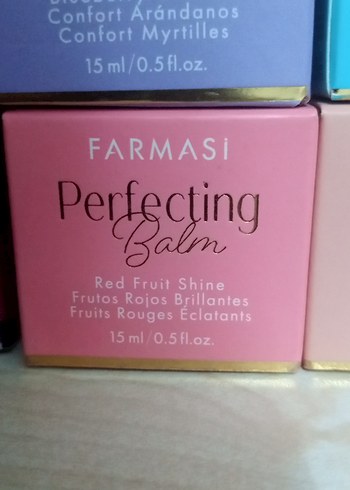 Confort Arándanos
Confort Myrtilles
15 ml/0.5 fl.oz.
FARMASi
Perfecting
Balm
Red Fruit Shine
Frutos Rojos Brillantes
Fruits Rouges Éclatants
15 ml/0.5 fl.oz.